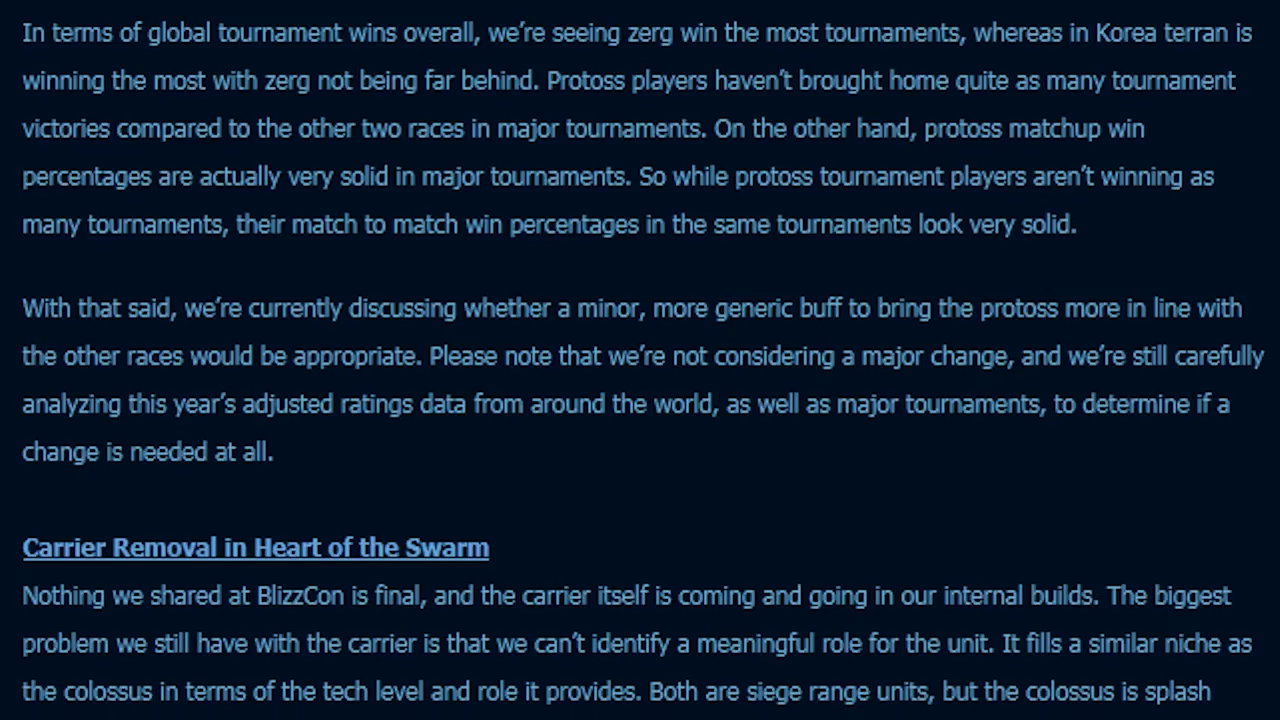 In terms of global tournament wins overall, we’re seeing zerg win the most tournaments, whereas in Korea terran is
winning the most with zerg not being far behind. Protoss players haven’t brought home quite as many tournament
victories compared to the other two races in major tournaments. On the other hand, protoss matchup win
percentages are actually very solid in major tournaments. So while protoss tournament players aren’t winning as
many tournaments, their match to match win percentages in the same tournaments look very solid.
With that said, we’re currently discussing whether a minor, more generic buff to bring the protoss more in line with
the other races would be appropriate. Please note that we’re not considering a major change, and we’re still carefully
analyzing this year’s adjusted ratings data from around the world, as well as major tournaments, to determine if a
change is needed at all.
Carrier Removal in Heart of the Swarm
Nothing we shared at BlizzCon is final, and the carrier itself is coming and going in our internal builds. The biggest
problem we still have with the carrier is that we can’t identify a meaningful role for the unit. It fills a similar niche as
the colossus in terms of the tech level and role it provides. Both are siege range units, but the colossus is splash